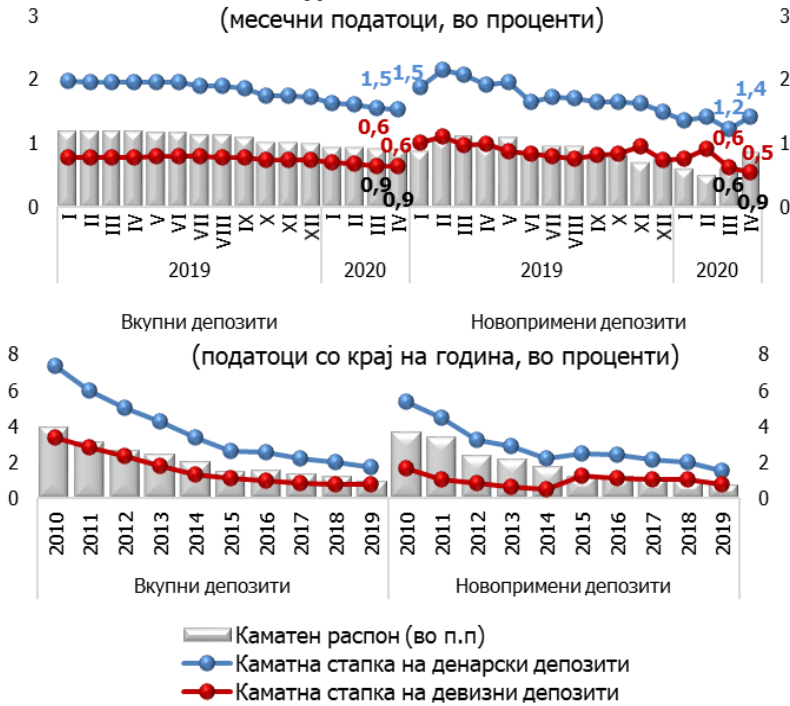 (месечни податоци, во проценти)
3 3
2 2
1 1
0 0
1,5 1,5 1,2 1,4
0,6 0,6 0,6 0,5
0,9 0,9 0,6 0,9
I II III IV V VI VII VIII IX X XI XII I II III IV I II III IV V VI VII VIII IX X XI XII I II III IV
2019 2020 2019 2020
Вкупни депозити Новопримени депозити
(податоци со крај на година, во проценти)
8 8
6 6
4 4
2 2
0 0
2010 2011 2012 2013 2014 2015 2016 2017 2018 2019 2010 2011 2012 2013 2014 2015 2016 2017 2018 2019
Вкупни депозити Новопримени депозити
Каматен распон (во п.п)
Каматна стапка на денарски депозити
Каматна стапка на девизни депозити